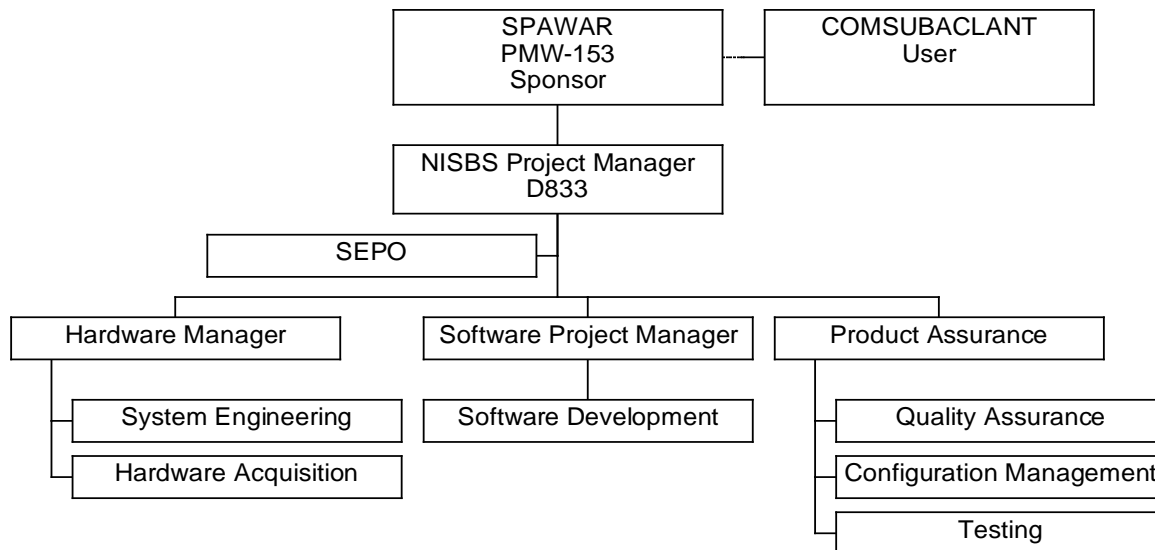 SPAWAR
PMW-153
Sponsor
COMSUBACLANT
User
NISBS Project Manager
D833
SEPO
Hardware Manager
Software Project Manager
Product Assurance
System Engineering
Software Development
Quality Assurance
Hardware Acquisition
Configuration Management
Testing